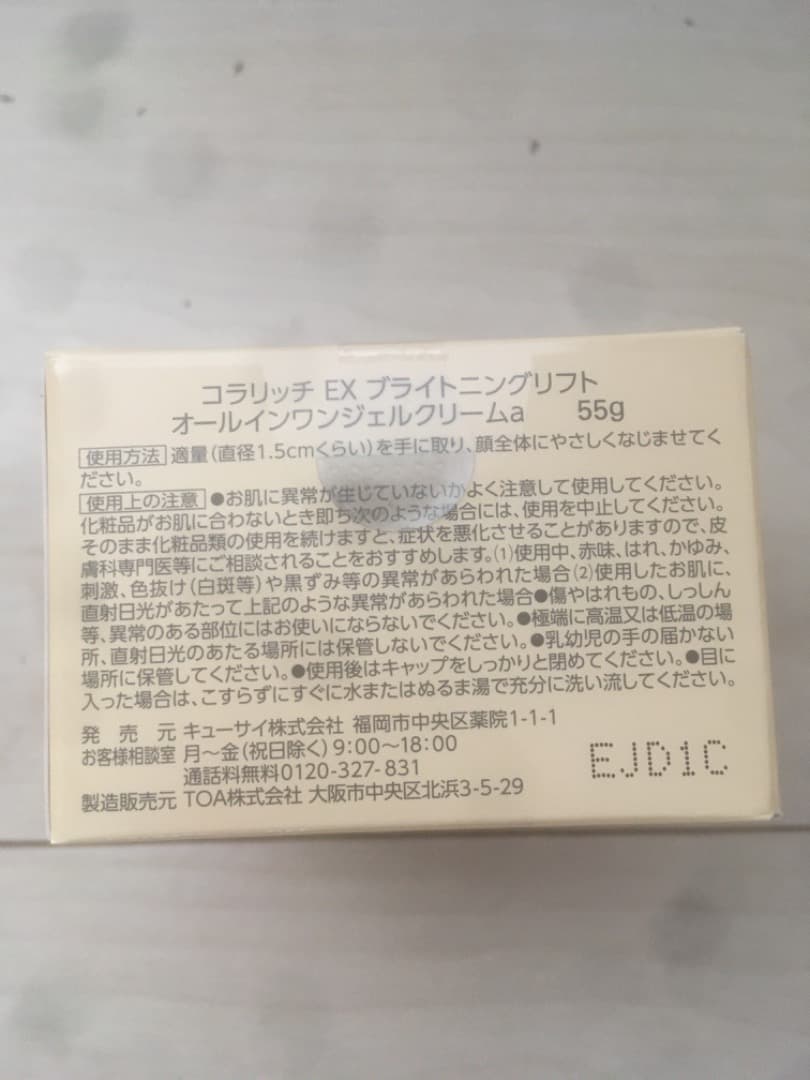 コラリッチ EX ブライトニングリフト
オールインワンジェルクリームa 55g
使用方法 適量(直径1.5cmくらい)を手に取り、顔全体にやさしくなじませてく
ださい。
使用上の注意 ●お肌に異常が生じていないかよく注意して使用してください。
化粧品がお肌に合わないとき即ち次のような場合には、使用を中止してください。
そのまま化粧品類の使用を続けますと、症状を悪化させることがありますので、皮
膚科専門医等にご相談されることをおすすめします。(1)使用中、赤味、はれ、かゆみ、
刺激、色抜け(白斑等)や黒ずみ等の異常があらわれた場合(2)使用したお肌に、
直射日光があたって上記のような異常があらわれた場合●傷やはれもの、しっしん
等、異常のある部位にはお使いにならないでください。●極端に高温又は低温の場
所、直射日光のあたる場所には保管しないでください。●乳幼児の手の届かない
場所に保管してください。●使用後はキャップをしっかりと閉めてください。●目に
入った場合は、こすらずにすぐに水またはぬるま湯で充分に洗い流してください。
発売元 キューサイ株式会社 福岡市中央区薬院1-1-1
お客様相談室 月〜金(祝日除く)9:00〜18:00
通話料無料0120-327-831
製造販売元 TOA株式会社 大阪市中央区北浜3-5-29
EJD1C